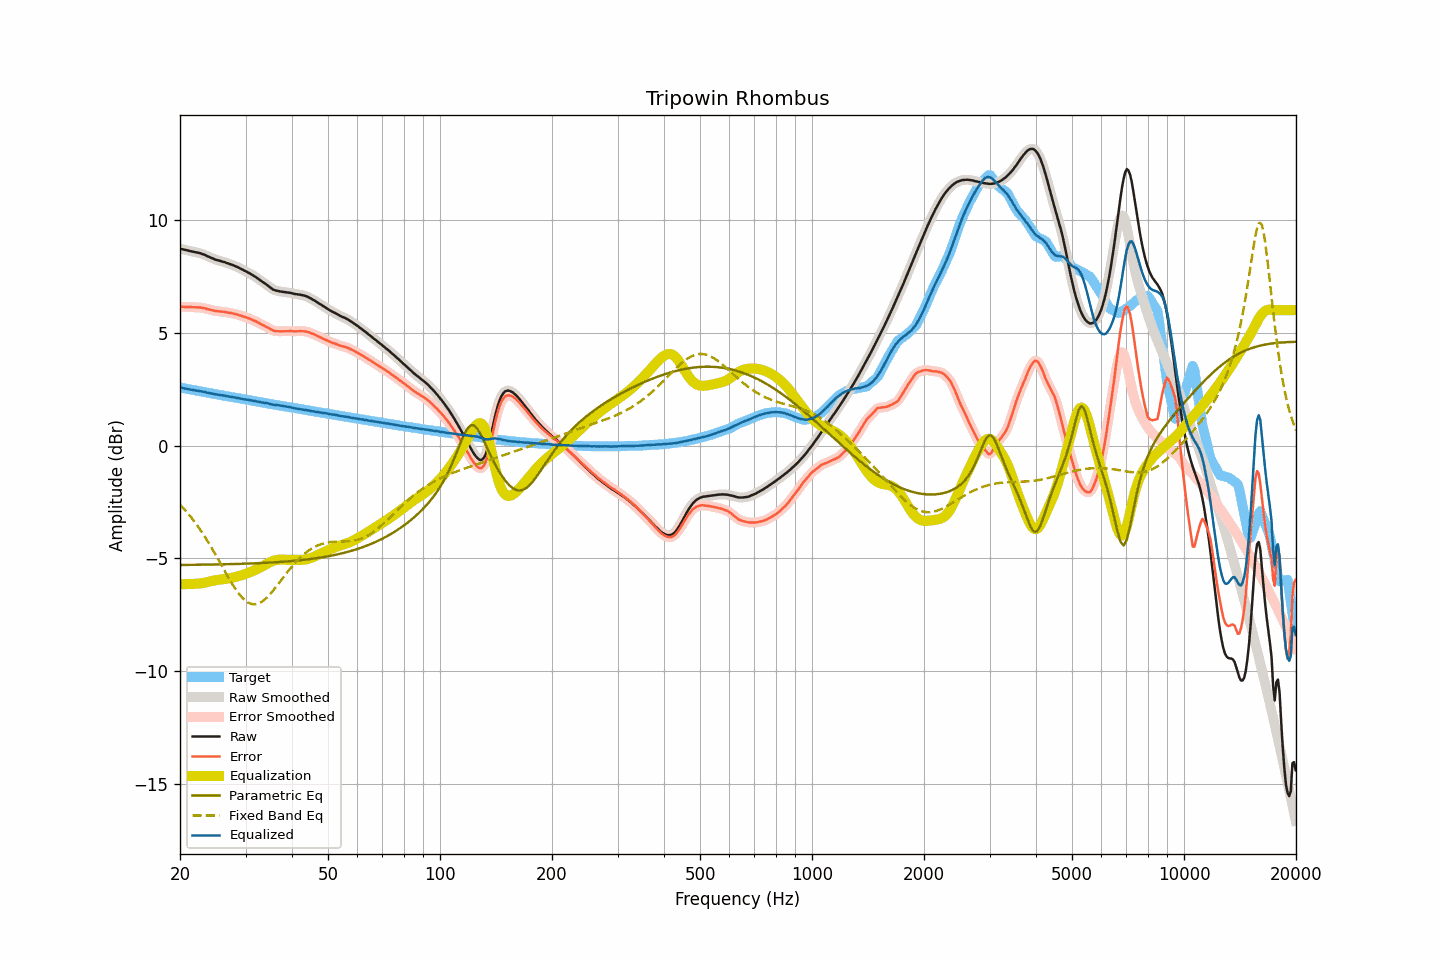 Tripowin Rhombus
Amplitude (dBr)
10
5
0
−5
−10
−15
Target
Raw Smoothed
Error Smoothed
Raw
Error
Equalization
Parametric Eq
Fixed Band Eq
Equalized
20 50 100 200 500 1000 2000 5000 10000 20000
Frequency (Hz)